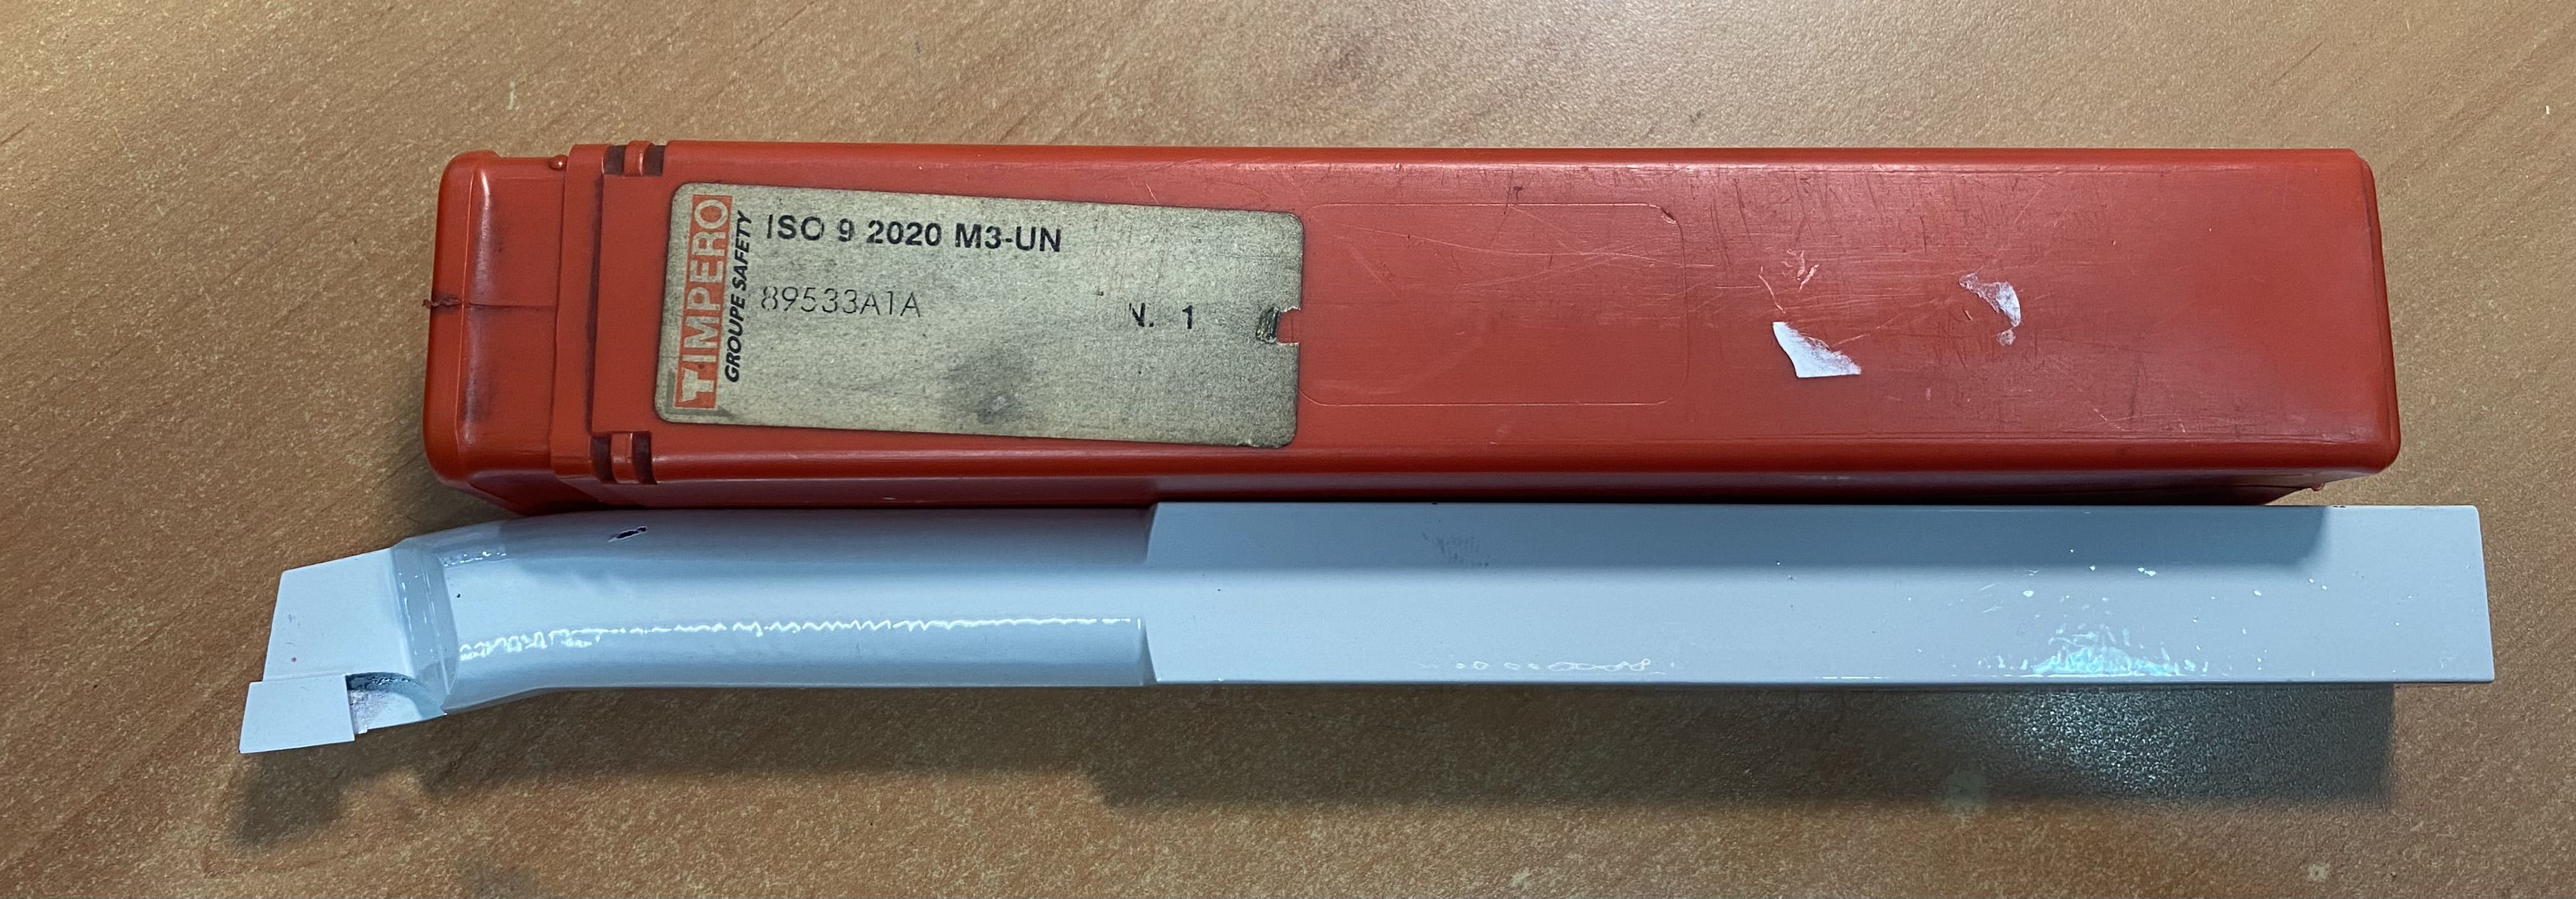 TIMPERO
GROUPE SAFETY
ISO 9 2020 M3-UN
89533A1A
N. 1